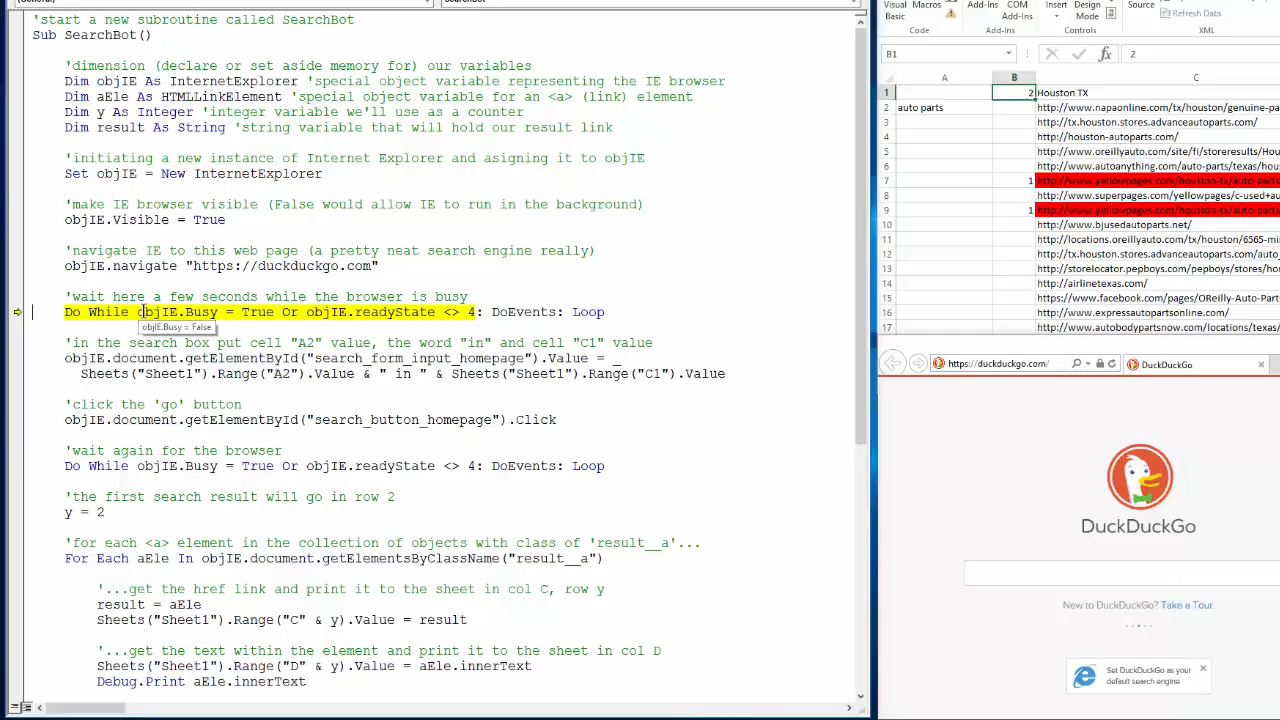 'start a new subroutine called SearchBot
Sub SearchBot()
'dimension (declare or set aside memory for) our variables
Dim objIE As InternetExplorer 'special object variable representing the IE browser
Dim aEle As HTMLLinkElement 'special object variable for an <a> (link) element
Dim y As Integer 'integer variable we'll use as a counter
Dim result As String 'string variable that will hold our result link
'initiating a new instance of Internet Explorer and asigning it to objIE
Set objIE = New InternetExplorer
'make IE browser visible (False would allow IE to run in the background)
objIE.Visible = True
'navigate IE to this web page (a pretty neat search engine really)
objIE.navigate "https://duckduckgo.com"
'wait here a few seconds while the browser is busy
Do While objIE.Busy = True Or objIE.readyState <> 4: DoEvents: Loop
objIE.Busy = False
'in the search box put cell "A2" value, the word "in" and cell "C1" value
objIE.document.getElementById("search_form_input_homepage").Value = _
Sheets("Sheet1").Range("A2").Value & " in " & Sheets("Sheet1").Range("C1").Value
'click the 'go' button
objIE.document.getElementById("search_button_homepage").Click
'wait again for the browser
Do While objIE.Busy = True Or objIE.readyState <> 4: DoEvents: Loop
'the first search result will go in row 2
y = 2
'for each <a> element in the collection of objects with class of 'result__a'...
For Each aEle In objIE.document.getElementsByClassName("result__a")
'...get the href link and print it to the sheet in col C, row y
result = aEle
Sheets("Sheet1").Range("C" & y).Value = result
'...get the text within the element and print it to the sheet in col D
Sheets("Sheet1").Range("D" & y).Value = aEle.innerText
Debug.Print aEle.innerText
Visual Macros Add-Ins COM Insert Design Source Refresh Data
Basic Add-Ins Mode
Code Add-Ins Controls XML
B1 fx 2
A B C
1 2 Houston TX
2 auto parts http://www.napaonline.com/tx/houston/genuine-pa
3 http://tx.houston.stores.advanceautoparts.com/
4 http://houston-autoparts.com/
5 http://www.oreillyauto.com/site/fi/storeresults/Hou
6 http://www.autoanything.com/auto-parts/texas/hous
7 1 http://www.yellowpages.com/houston-tx/auto-parts
8 http://www.superpages.com/yellowpages/c-used+au
9 1 http://www.yellowpages.com/houston-tx/auto-parts
10 http://www.bjusedautoparts.net/
11 http://locations.oreillyauto.com/tx/houston/6565-mi
12 http://tx.houston.stores.advanceautoparts.com
13 http://storelocator.pepboys.com/pepboys/stores/
14 http://airlinetexas.com/
15 https://www.facebook.com/pages/OReilly-Auto-Par
16 http://www.expressautopartonline.com/
17 http://www.autobodypartsnow.com/locations/texas/
https://duckduckgo.com/ DuckDuckGo
DuckDuckGo
New to DuckDuckGo? Take a Tour.
Set DuckDuckGo as your
default search engine